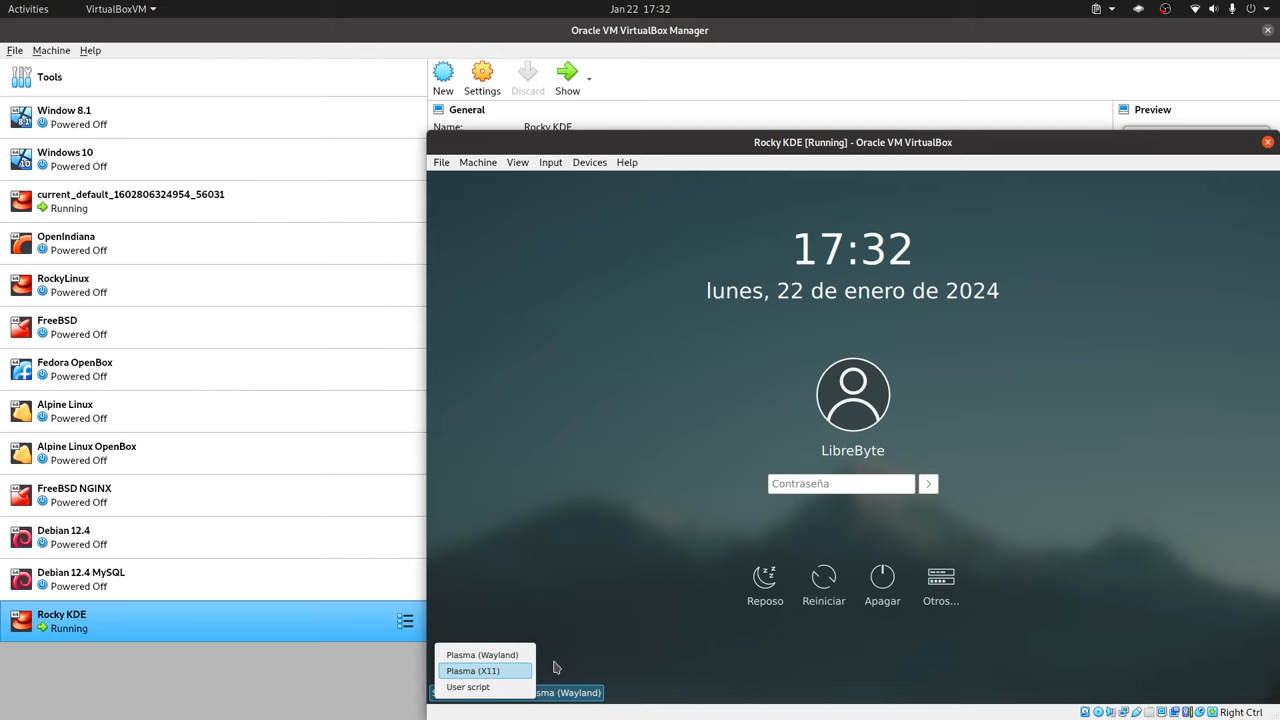 Activities
VirtualBoxVM
Jan 22 17:32
Oracle VM VirtualBox Manager
File Machine Help
Tools
New Settings Discard Show
General
Preview
Name: Rocky KDE
Window 8.1
Powered Off
Windows 10
Powered Off
current_default_1602806324954_56031
Running
OpenIndiana
Powered Off
RockyLinux
Powered Off
FreeBSD
Powered Off
Fedora OpenBox
Powered Off
Alpine Linux
Powered Off
Alpine Linux OpenBox
Powered Off
FreeBSD NGINX
Powered Off
Debian 12.4
Powered Off
Debian 12.4 MySQL
Powered Off
Rocky KDE
Running
Rocky KDE [Running] - Oracle VM VirtualBox
File Machine View Input Devices Help
17:32
lunes, 22 de enero de 2024
LibreByte
Contraseña
Reposo Reiniciar Apagar Otros...
Plasma (Wayland)
Plasma (X11)
User script
(Wayland)
Right Ctrl